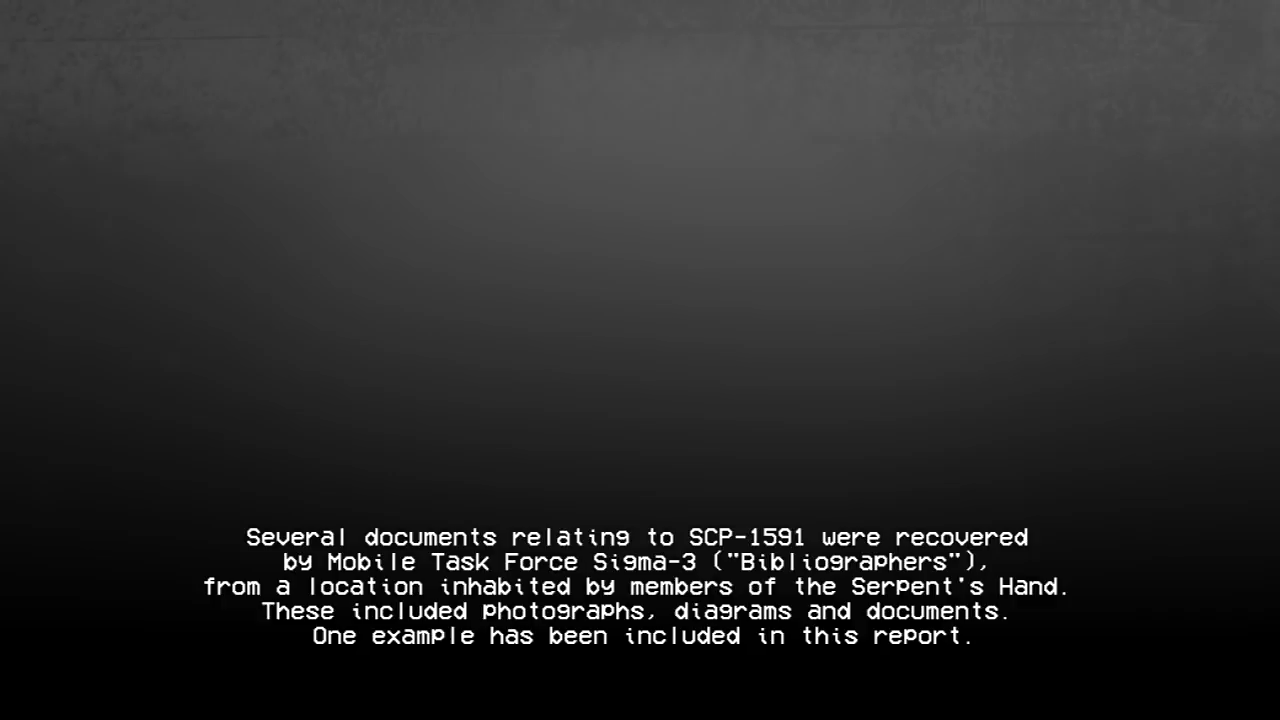 Several documents relating to SCP-1591 were recovered
by Mobile Task Force Sigma-3 ("Bibliographers"),
from a location inhabited by members of the Serpent's Hand.
These included photographs, diagrams and documents.
One example has been included in this report.